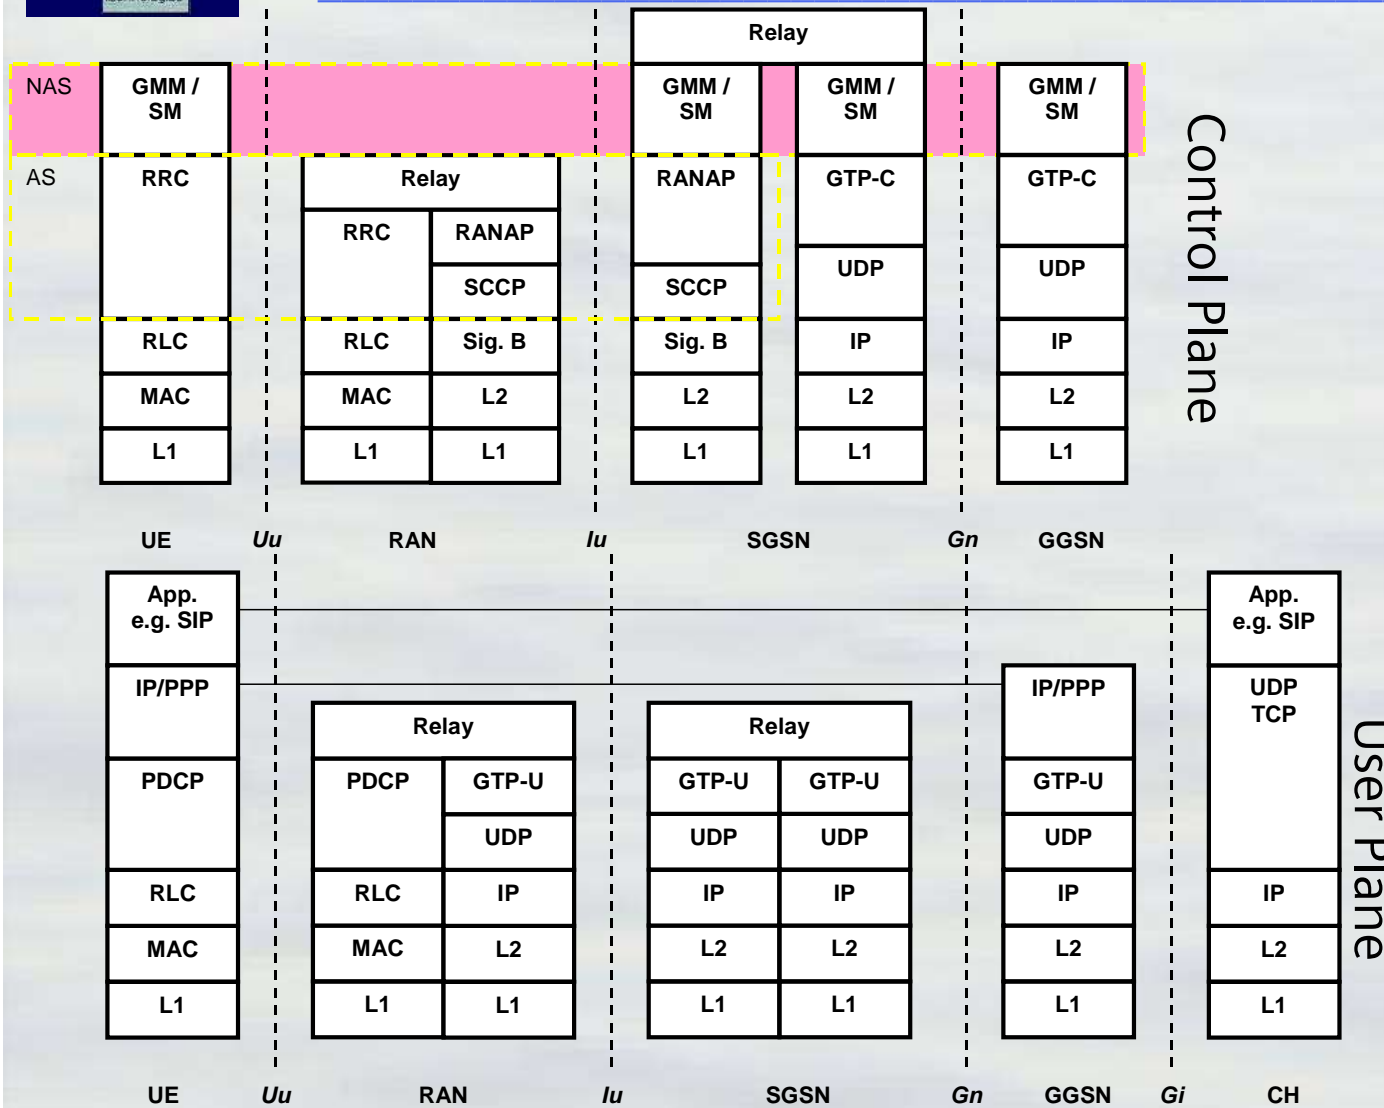 Relay
NAS
GMM /
SM
GMM /
SM
GMM /
SM
GMM /
SM
AS
RRC
Relay
RANAP
GTP-C
GTP-C
RRC
RANAP
UDP
UDP
SCCP
SCCP
RLC
RLC
Sig. B
Sig. B
IP
IP
MAC
MAC
L2
L2
L2
L2
L1
L1
L1
L1
L1
L1
Control Plane
UE
Uu
RAN
Iu
SGSN
Gn
GGSN
App.
e.g. SIP
App.
e.g. SIP
IP/PPP
IP/PPP
UDP
TCP
Relay
Relay
PDCP
PDCP
GTP-U
GTP-U
GTP-U
GTP-U
UDP
UDP
UDP
UDP
RLC
RLC
IP
IP
IP
IP
IP
MAC
MAC
L2
L2
L2
L2
L2
L1
L1
L1
L1
L1
L1
L1
User Plane
UE
Uu
RAN
Iu
SGSN
Gn
GGSN
Gi
CH